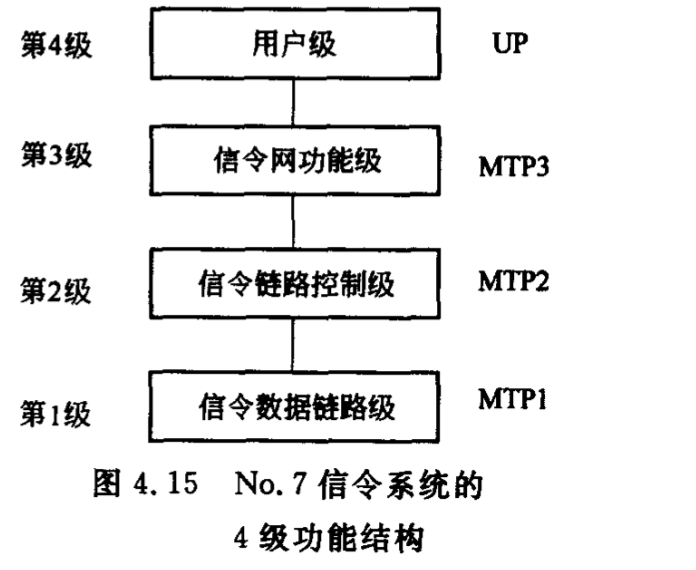 第4级 用户级 UP
第3级 信令网功能级 MTP3
第2级 信令链路控制级 MTP2
第1级 信令数据链路级 MTP1
图 4.15 No.7信令系统的
4级功能结构